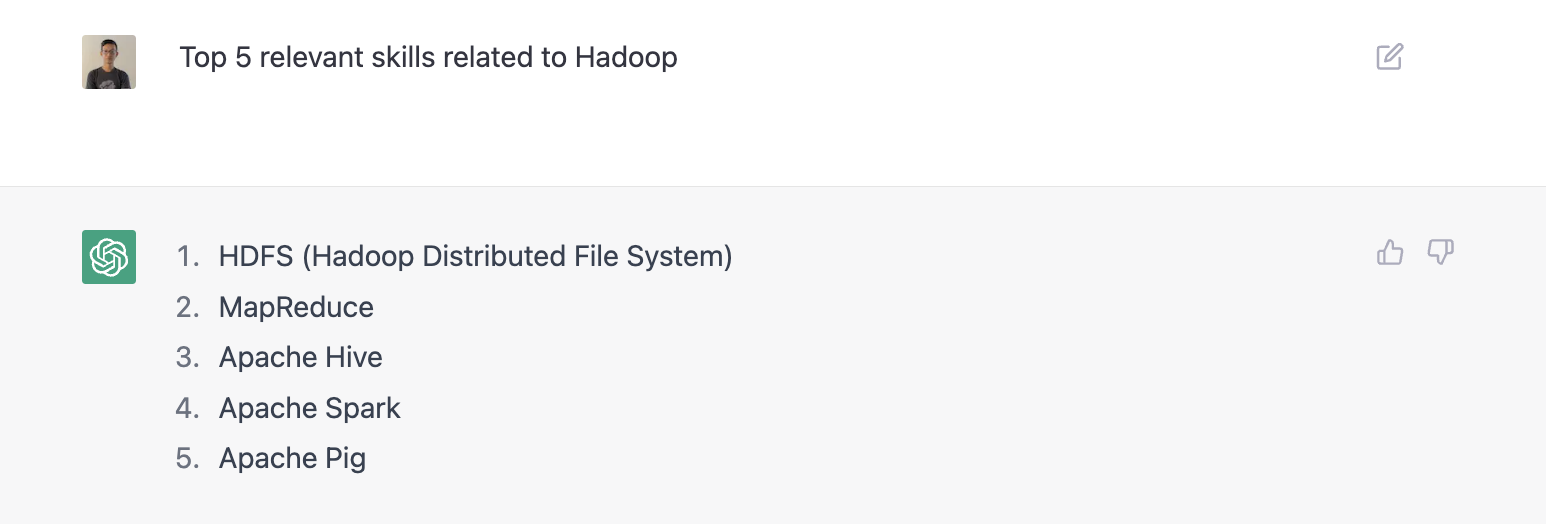 Top 5 relevant skills related to Hadoop
1. HDFS (Hadoop Distributed File System)
2. MapReduce
3. Apache Hive
4. Apache Spark
5. Apache Pig